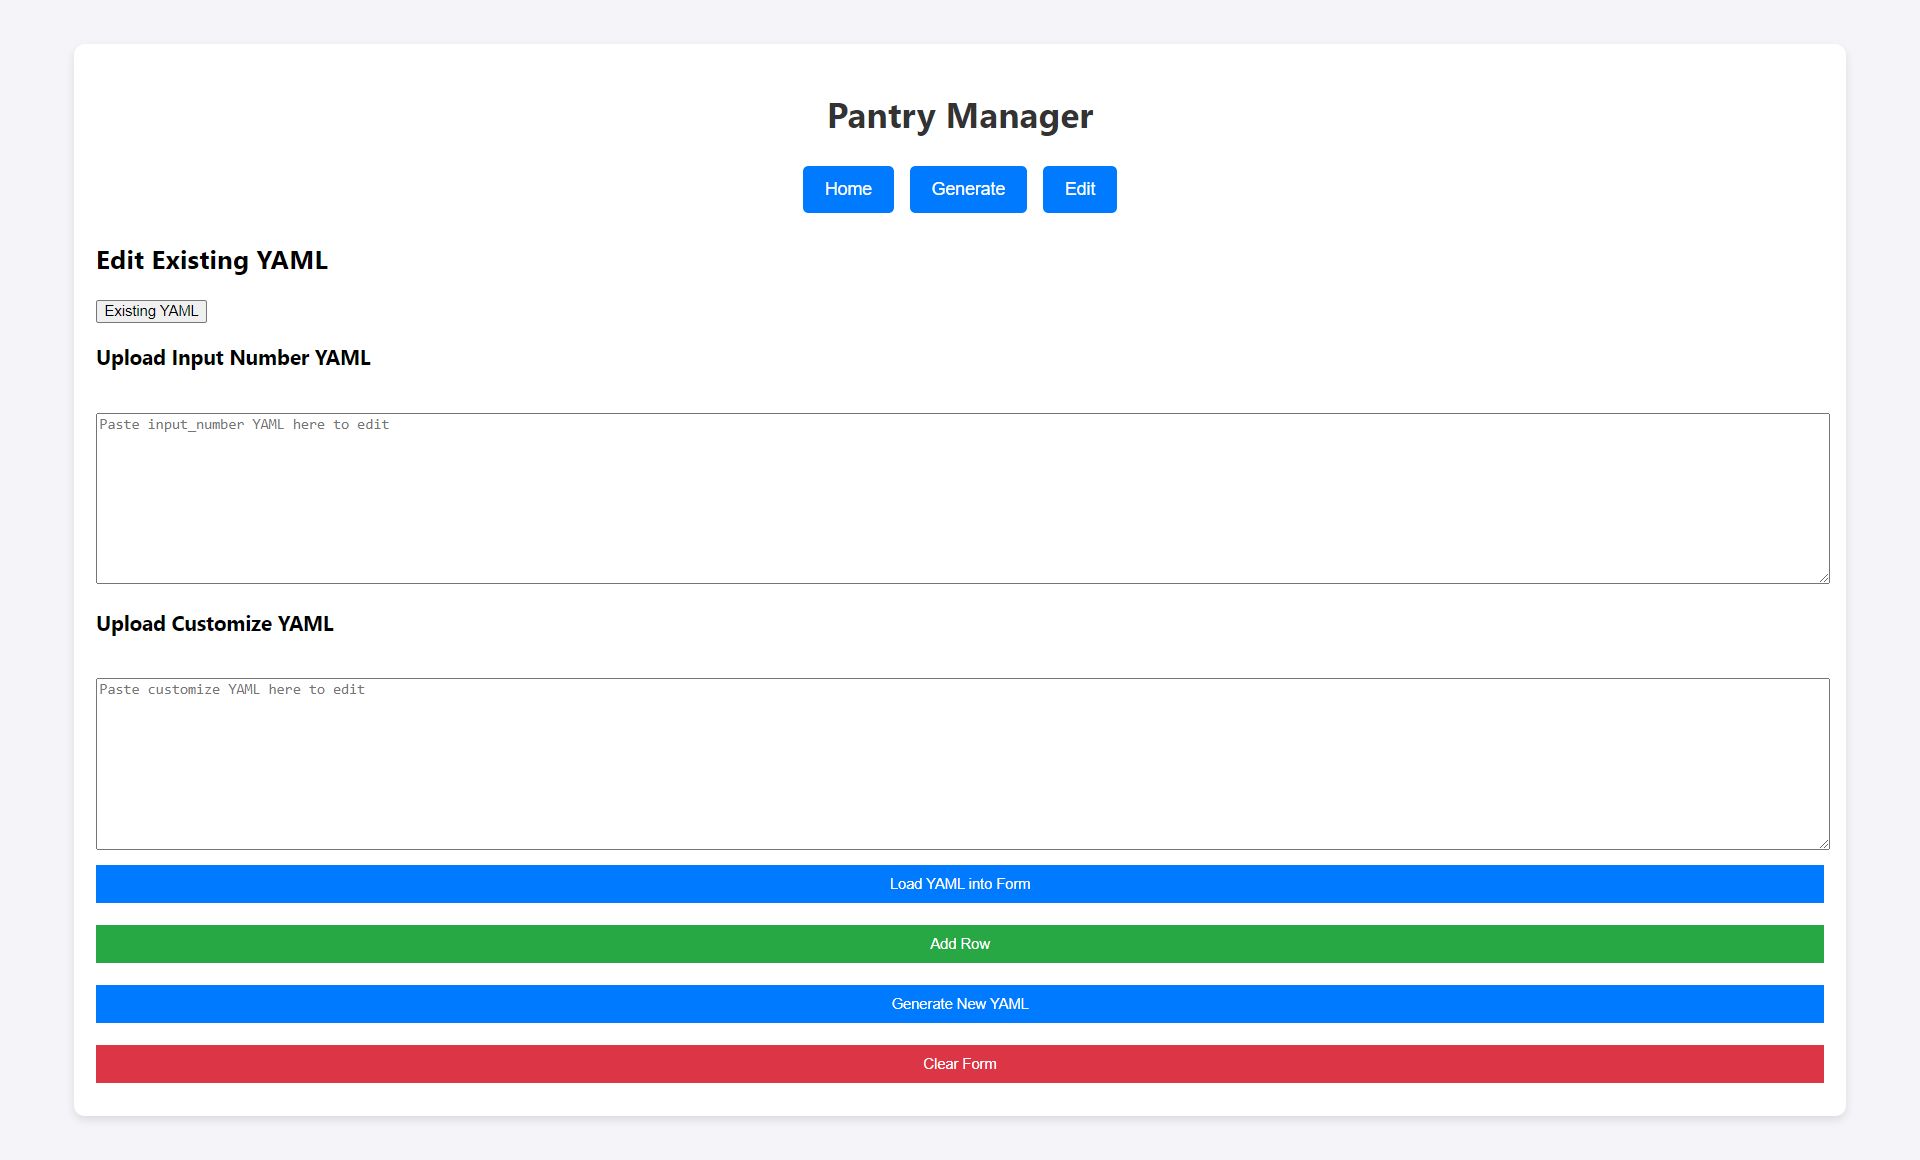 Pantry Manager
Home
Generate
Edit
Edit Existing YAML
Existing YAML
Upload Input Number YAML
Paste input_number YAML here to edit
Upload Customize YAML
Paste customize YAML here to edit
Load YAML into Form
Add Row
Generate New YAML
Clear Form